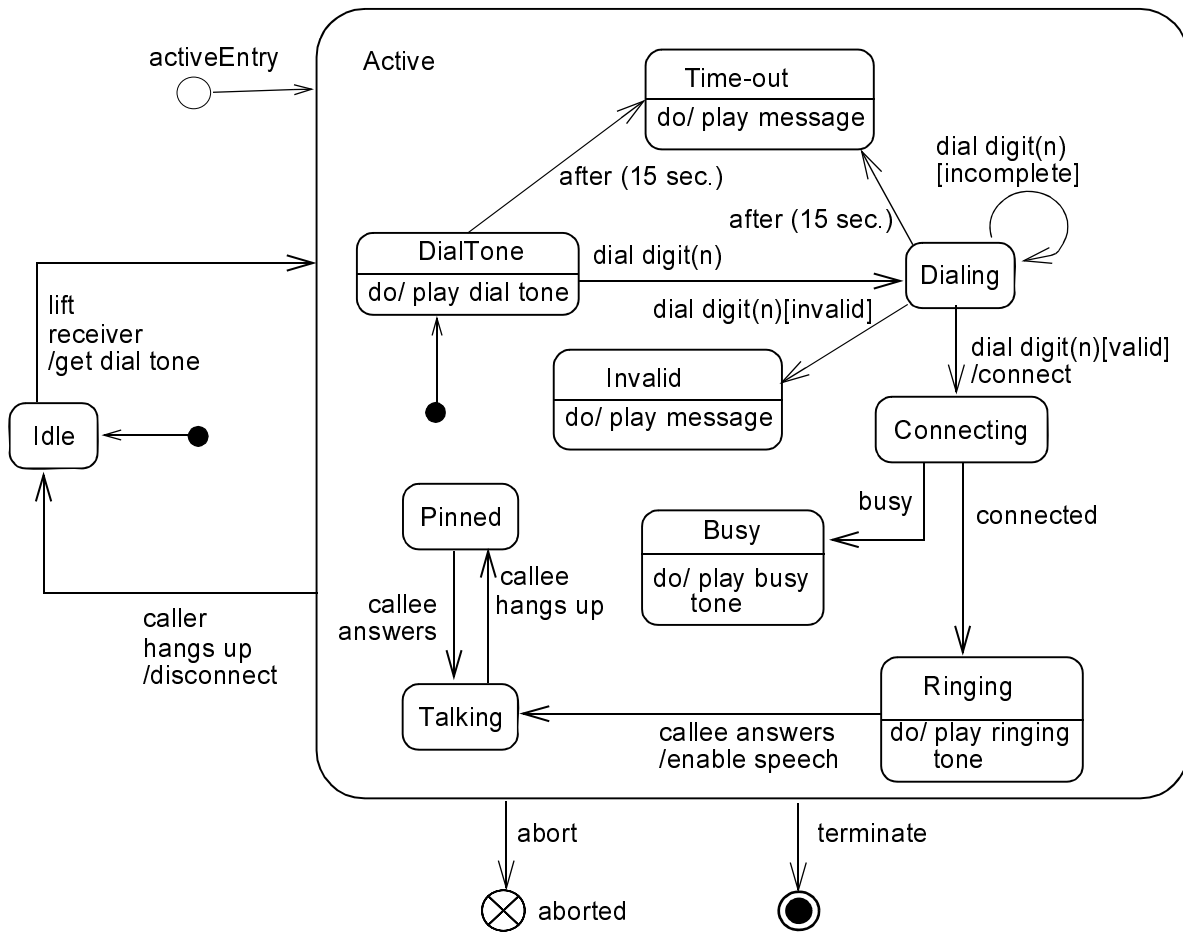 activeEntry
Active
Time-out
do/ play message
dial digit(n)
[incomplete]
after (15 sec.)
after (15 sec.)
DialTone
do/ play dial tone
dial digit(n)
Dialing
lift
receiver
/get dial tone
dial digit(n)[invalid]
dial digit(n)[valid]
/connect
Invalid
do/ play message
Idle
Connecting
Pinned
busy
connected
Busy
do/ play busy
tone
callee
hangs up
callee
answers
caller
hangs up
/disconnect
Talking
Ringing
do/ play ringing
tone
callee answers
/enable speech
abort
terminate
aborted